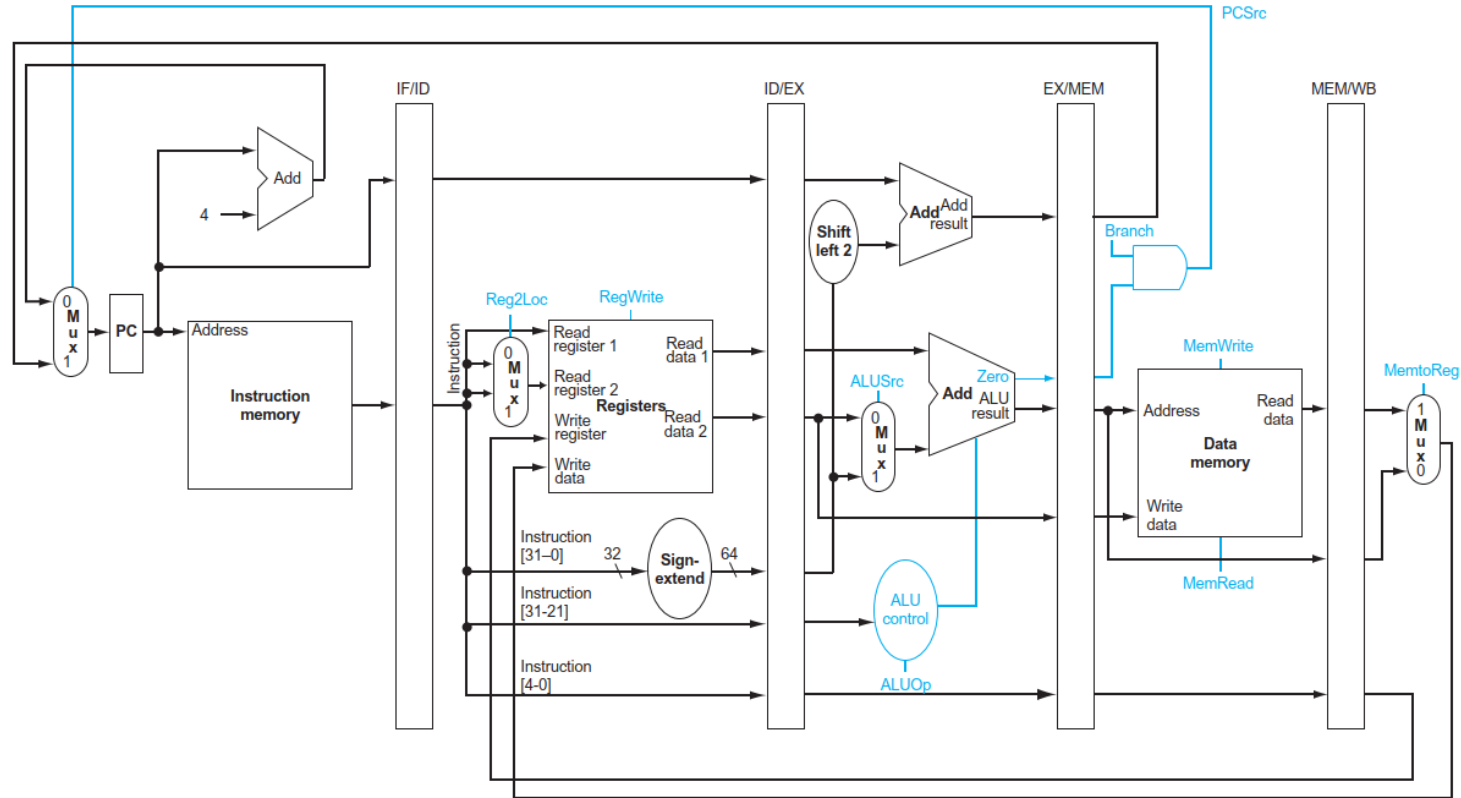 PCSrc
IF/ID
ID/EX
EX/MEM
MEM/WB
Add
4
Add Add
result
Shift
left 2
Branch
0
M
u
x
1
PC
Address
Instruction
memory
Instruction
Reg2Loc
RegWrite
0
M
u
x
1
Read
register 1
Read
register 2
Write
register
Write
data
Registers
Read
data 1
Read
data 2
ALUSrc
0
M
u
x
1
Zero
Add
ALU
result
MemWrite
Address
Read
data
Data
memory
Write
data
MemRead
MemtoReg
1
M
u
x
0
Instruction
[31–0]
32
Sign-
extend
64
Instruction
[31-21]
ALU
control
Instruction
[4-0]
ALUOp